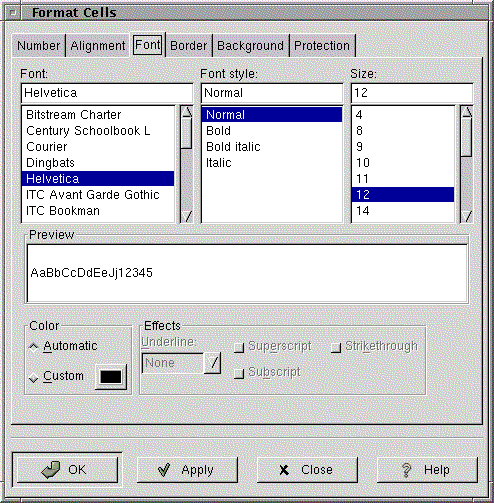 Format Cells
Number Alignment Font Border Background Protection
Font: Font style: Size:
Helvetica Normal 12
Bitstream Charter Normal 4
Century Schoolbook L Bold 8
Courier Bold italic 9
Dingbats Italic 10
Helvetica 11
ITC Avant Garde Gothic 12
ITC Bookman 14
Preview
AaBbCcDdEeJj12345
Color Effects
Automatic Underline: Superscript Strikethrough
Custom None Subscript
OK Apply Close Help